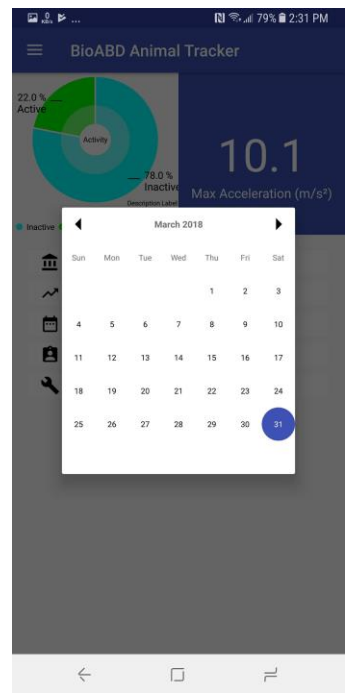 ... 79% 2:31 PM
BioABD Animal Tracker
22.0 %
Active
Activity
78.0 %
Inactive
Description Label
Inactive
10.1
Max Acceleration (m/s²)
March 2018
Sun Mon Tue Wed Thu Fri Sat
1 2 3
4 5 6 7 8 9 10
11 12 13 14 15 16 17
18 19 20 21 22 23 24
25 26 27 28 29 30 31